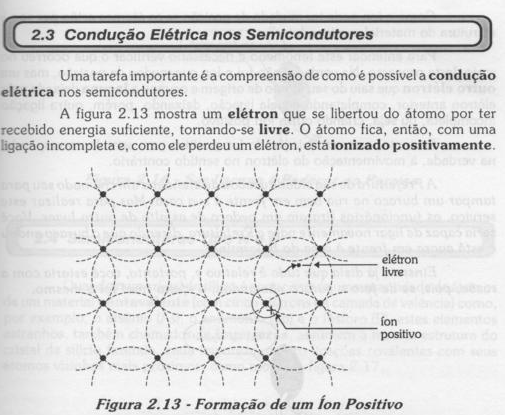 2.3 Condução Elétrica nos Semicondutores
Uma tarefa importante é a compreensão de como é possível a condução
elétrica nos semicondutores.
A figura 2.13 mostra um elétron que se libertou do átomo por ter
recebido energia suficiente, tornando-se livre. O átomo fica, então, com uma
ligação incompleta e, como ele perdeu um elétron, está ionizado positivamente.
elétron
livre
íon
positivo
Figura 2.13 - Formação de um Íon Positivo